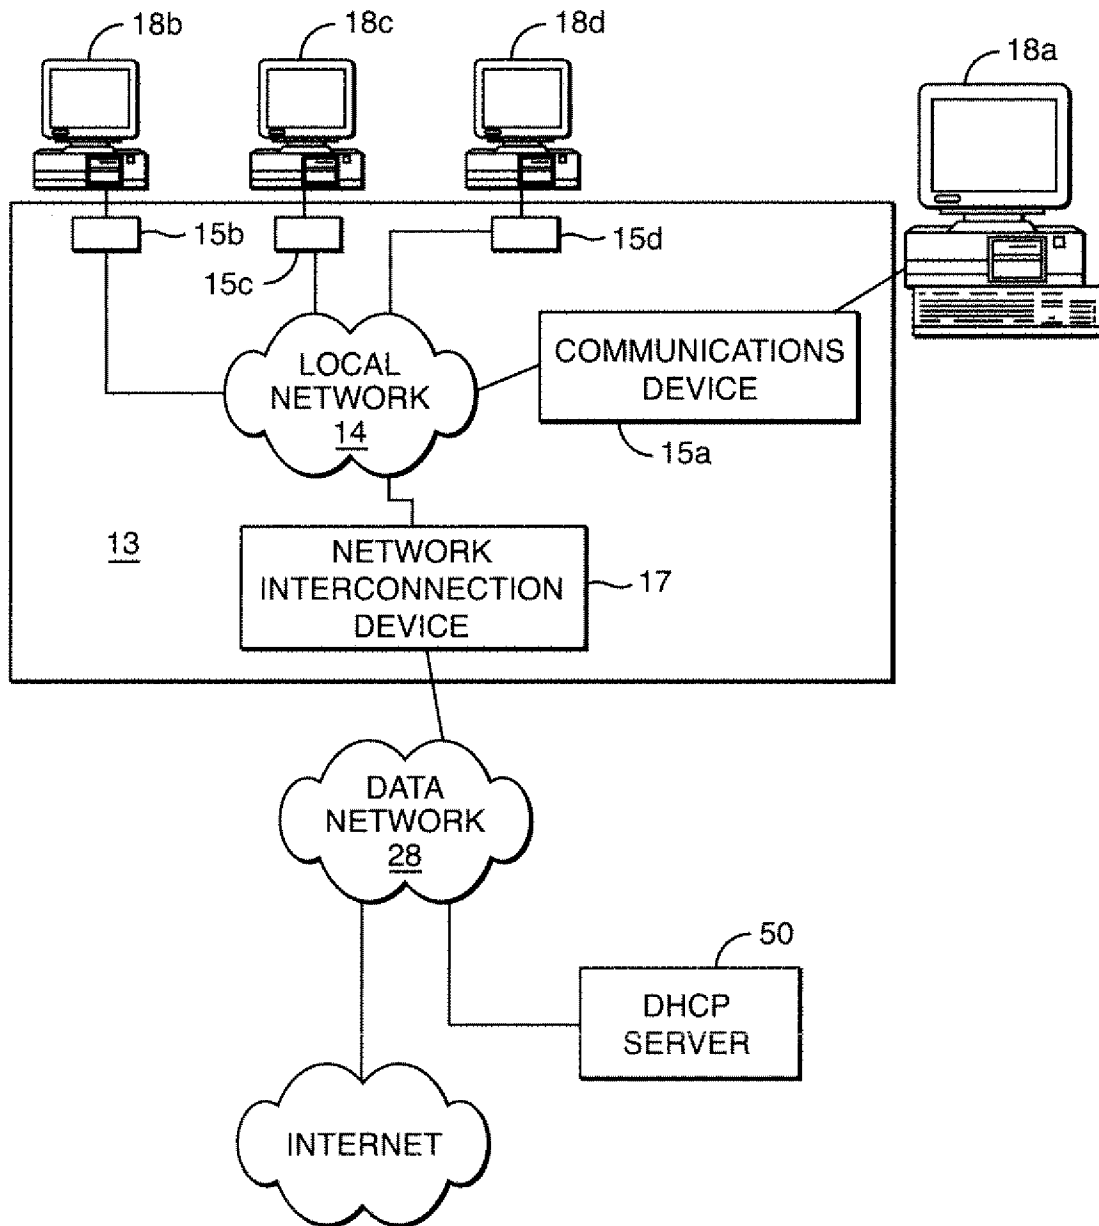 18b
18c
18d
18a
15b
15c
15d
LOCAL
NETWORK
14
COMMUNICATIONS
DEVICE
15a
13
NETWORK
INTERCONNECTION
DEVICE
17
DATA
NETWORK
28
50
DHCP
SERVER
INTERNET